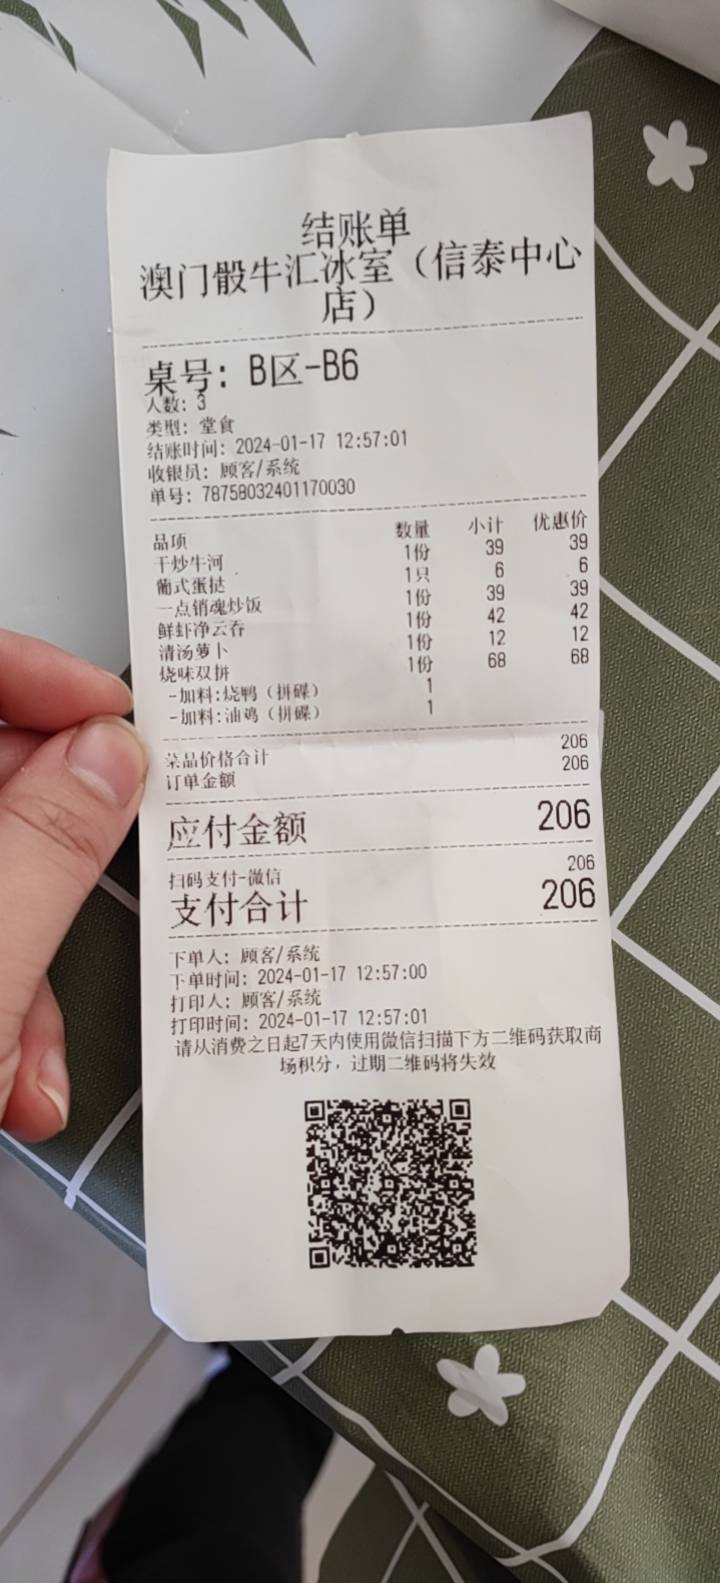 结账单
澳门骰牛汇冰室（信泰中心
店）
桌号: B区-B6
人数: 3
类型: 堂食
结账时间: 2024-01-17 12:57:01
收银员: 顾客/系统
单号: 78758032401170030
品项 数量 小计 优惠价
干炒牛河 1份 39 39
葡式蛋挞 1只 6 6
一点销魂炒饭 1份 39 39
鲜虾净云吞 1份 42 42
清汤萝卜 1份 12 12
烧味双拼 1份 68 68
-加料:烧鸭（拼碟） 1
-加料:油鸡（拼碟） 1
菜品价格合计 206
订单金额 206
应付金额 206
扫码支付-微信 206
支付合计 206
下单人: 顾客/系统
下单时间: 2024-01-17 12:57:00
打印人: 顾客/系统
打印时间: 2024-01-17 12:57:01
请从消费之日起7天内使用微信扫描下方二维码获取商
场积分，过期二维码将失效